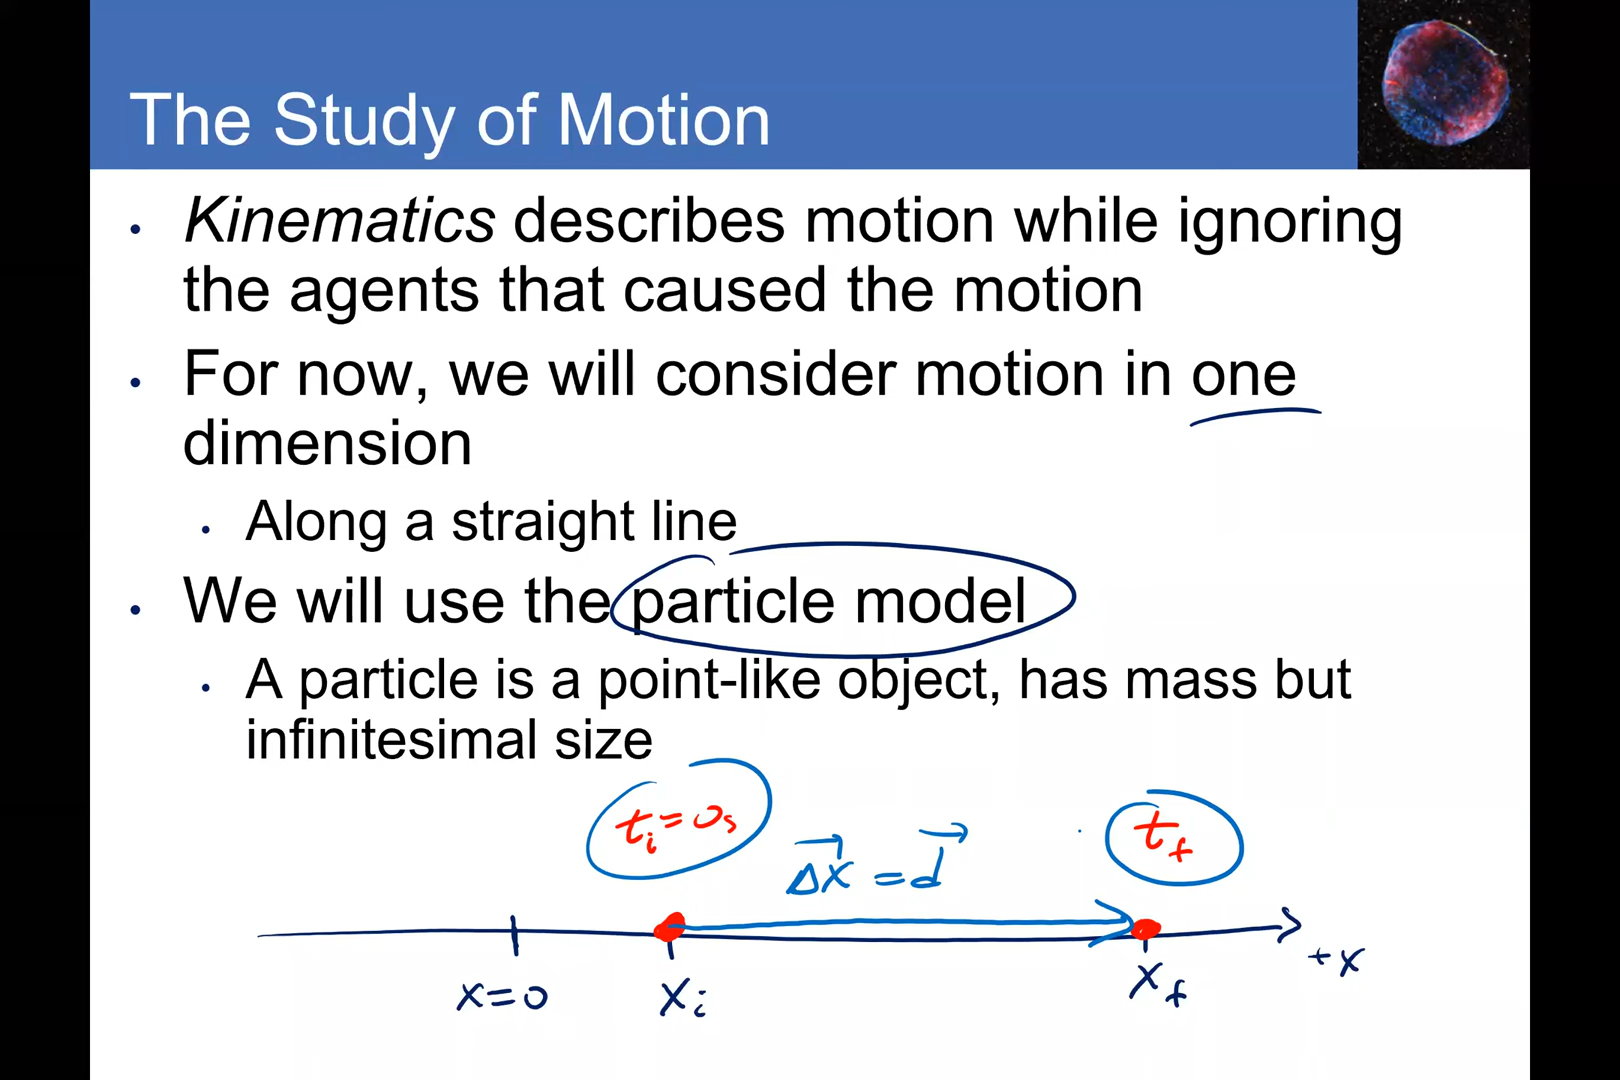 The Study of Motion
• Kinematics describes motion while ignoring
the agents that caused the motion
• For now, we will consider motion in one
dimension
• Along a straight line
• We will use the particle model
• A particle is a point-like object, has mass but
infinitesimal size
tᵢ = 0s
Δx⃗ = d⃗
t_f
x=0
xᵢ
x_f
+x